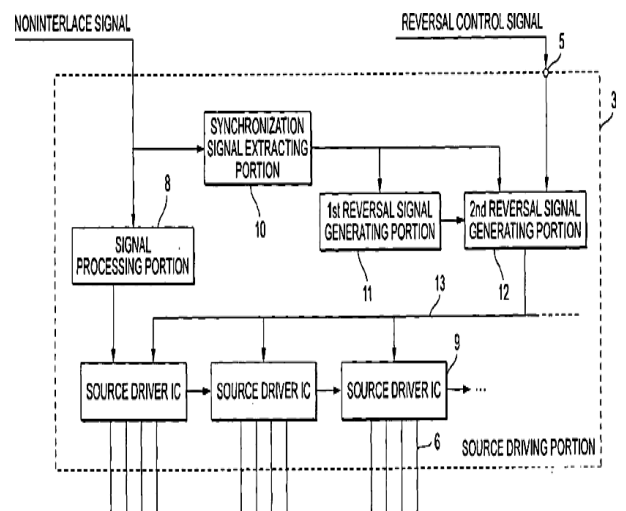 NONINTERLACE SIGNAL
REVERSAL CONTROL SIGNAL
5
3
SYNCHRONIZATION
SIGNAL EXTRACTING
PORTION
10
8
SIGNAL
PROCESSING PORTION
1st REVERSAL SIGNAL
GENERATING PORTION
11
2nd REVERSAL SIGNAL
GENERATING PORTION
12
13
SOURCE DRIVER IC
SOURCE DRIVER IC
SOURCE DRIVER IC
9
...
6
SOURCE DRIVING PORTION